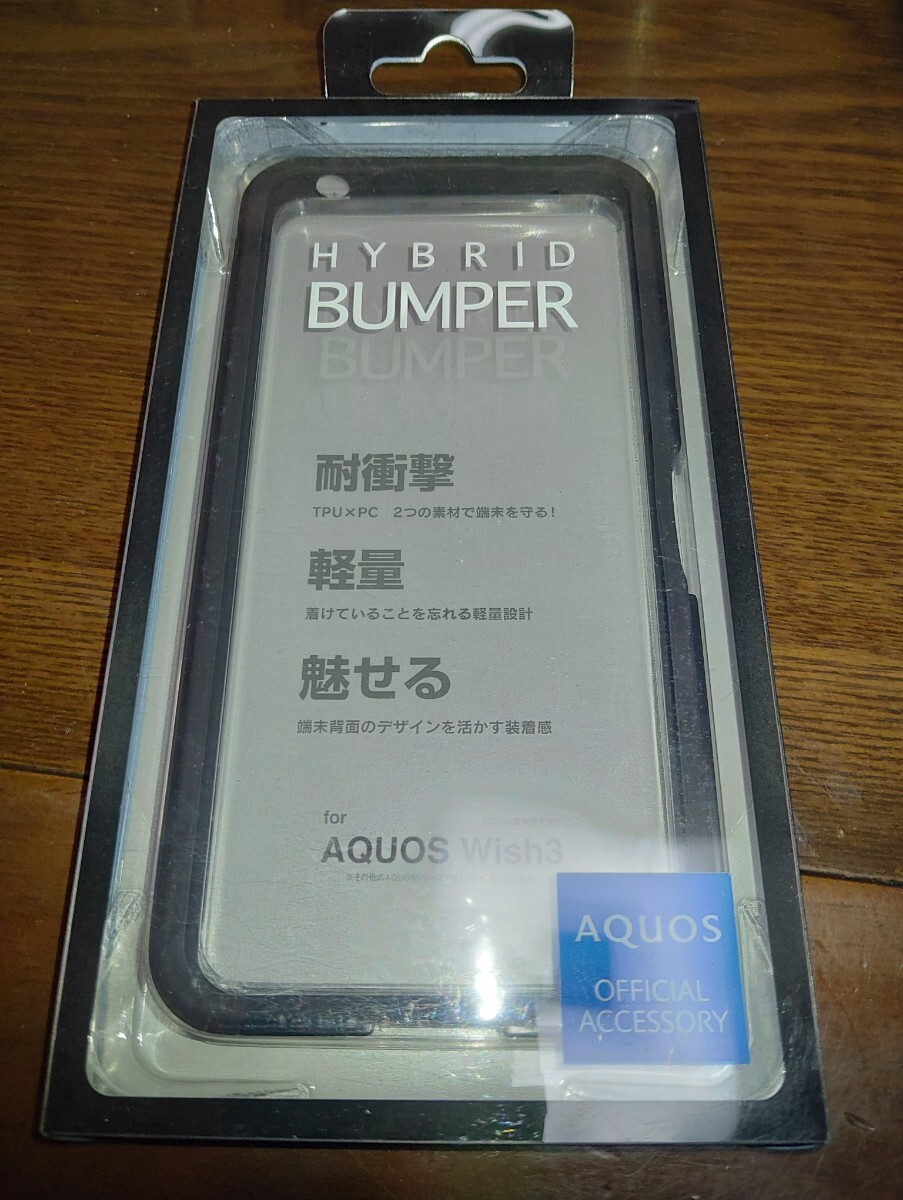 HYBRID
BUMPER
BUMPER
耐衝撃
TPU×PC 2つの素材で端末を守る!
軽量
着けていることを忘れる軽量設計
魅せる
端末背面のデザインを活かす装着感
for
AQUOS Wish3
AQUOS
OFFICIAL
ACCESSORY